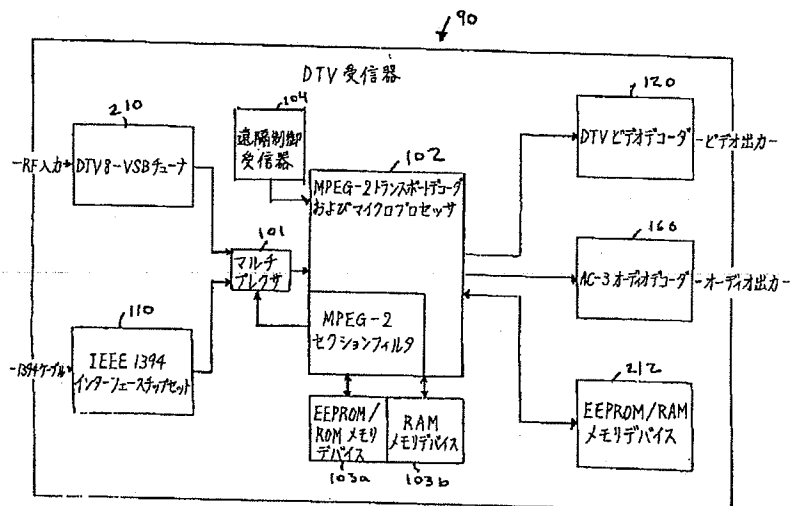 90
DTV 受信器
210
104
120
遠隔制御
受信器
-RF入力-
DTV8-VSBチューナ
102
MPEG-2トランスポートデコーダ
およびマイクロプロセッサ
DTVビデオデコーダ
-ビデオ出力-
101
マルチ
プレクサ
160
AC-3オーディオデコーダ
-オーディオ出力-
110
MPEG-2
セクションフィルタ
-1394ケーブル
IEEE 1394
インターフェースチップセット
212
EEPROM/RAM
メモリデバイス
EEPROM/
ROMメモリ
デバイス
RAM
メモリデバイス
103a
103b